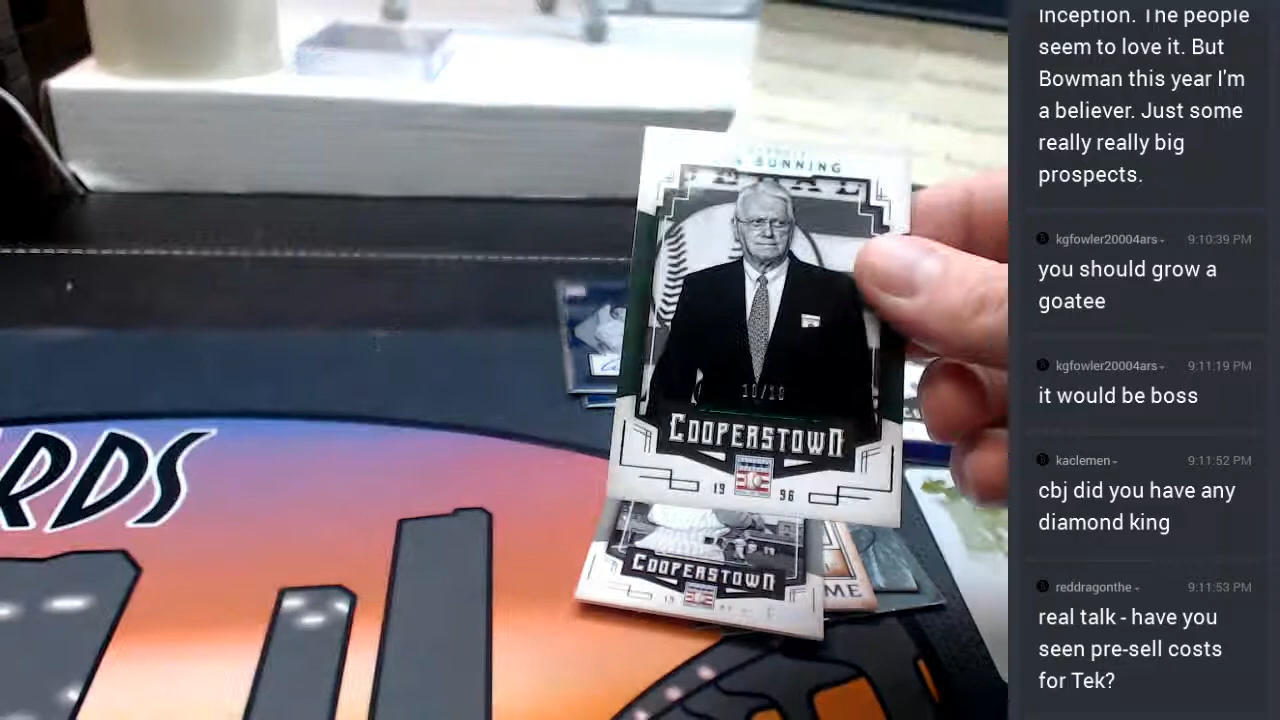 BUNNING
10/10
COOPERSTOWN
19 96
COOPERSTOWN
19
ME
RDS
Inception. The people
seem to love it. But
Bowman this year I'm
a believer. Just some
really really big
prospects.
kgfowler20004ars 9:10:39 PM
you should grow a
goatee
kgfowler20004ars 9:11:19 PM
it would be boss
kaclemen 9:11:52 PM
cbj did you have any
diamond king
reddragonthe 9:11:53 PM
real talk - have you
seen pre-sell costs
for Tek?